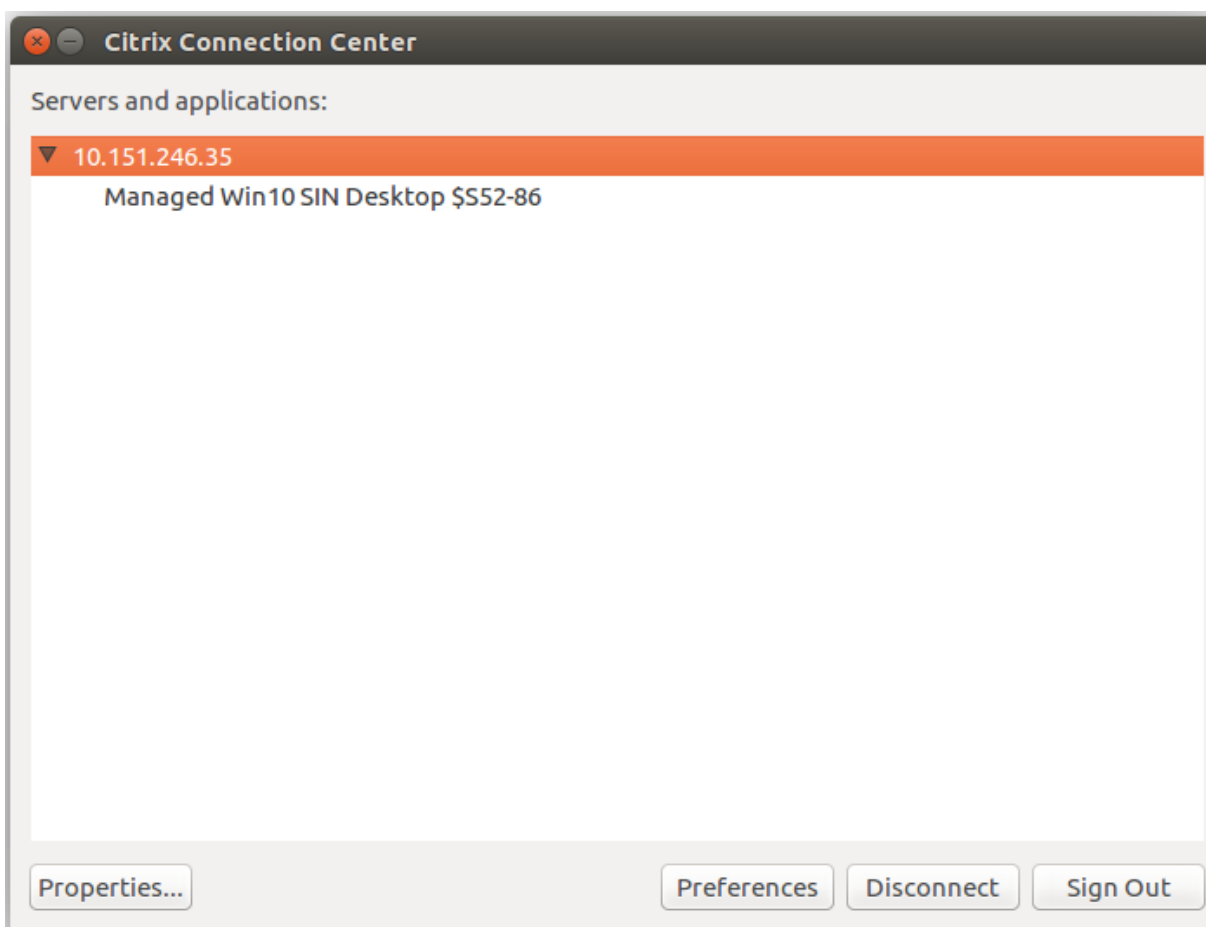 Citrix Connection Center
Servers and applications:
10.151.246.35
Managed Win10 SIN Desktop $S52-86
Properties... Preferences Disconnect Sign Out